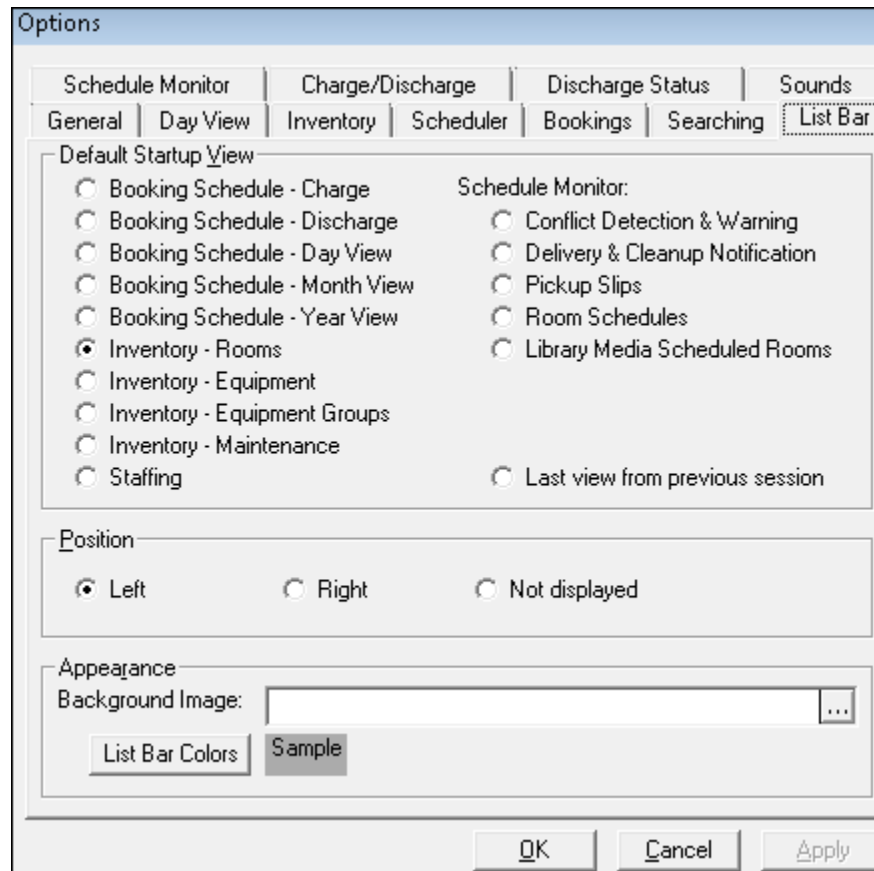 Options
Schedule Monitor Charge/Discharge Discharge Status Sounds
General Day View Inventory Scheduler Bookings Searching List Bar
Default Startup View
Booking Schedule - Charge
Booking Schedule - Discharge
Booking Schedule - Day View
Booking Schedule - Month View
Booking Schedule - Year View
Inventory - Rooms
Inventory - Equipment
Inventory - Equipment Groups
Inventory - Maintenance
Staffing
Schedule Monitor:
Conflict Detection & Warning
Delivery & Cleanup Notification
Pickup Slips
Room Schedules
Library Media Scheduled Rooms
Last view from previous session
Position
Left Right Not displayed
Appearance
Background Image: ...
List Bar Colors Sample
OK Cancel Apply